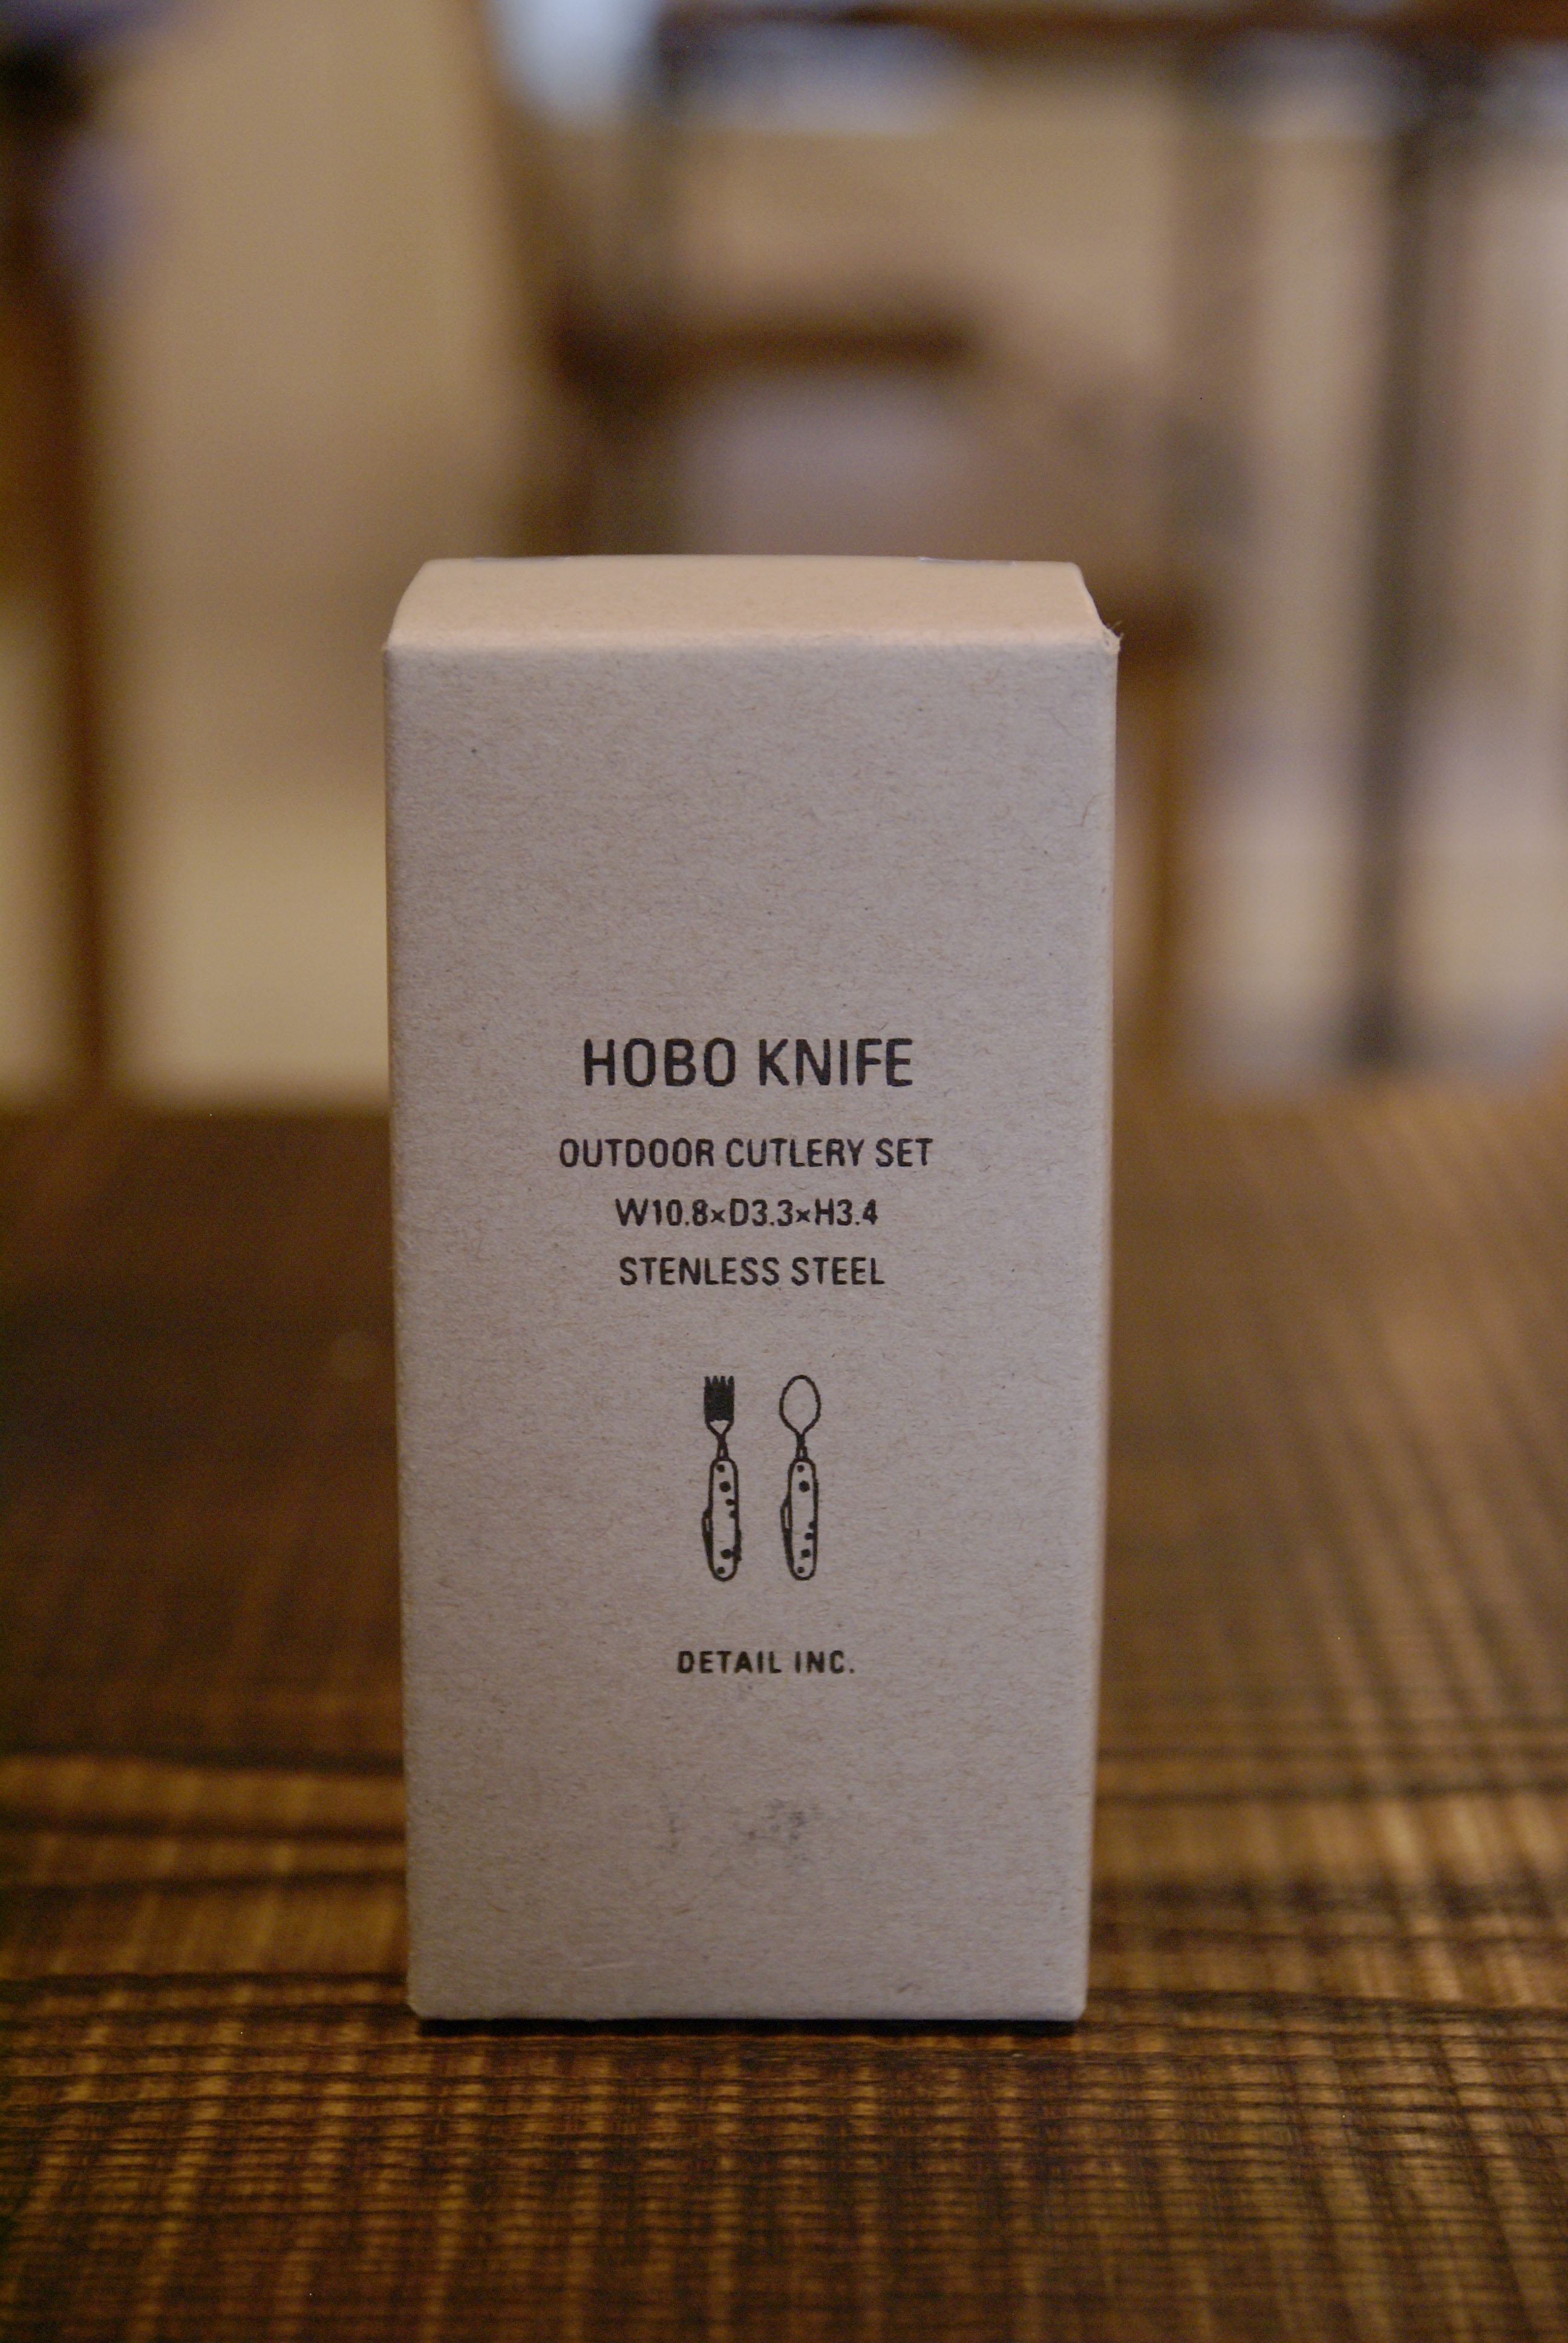 HOBO KNIFE
OUTDOOR CUTLERY SET
W10.8×D3.3×H3.4
STENLESS STEEL
DETAIL INC.